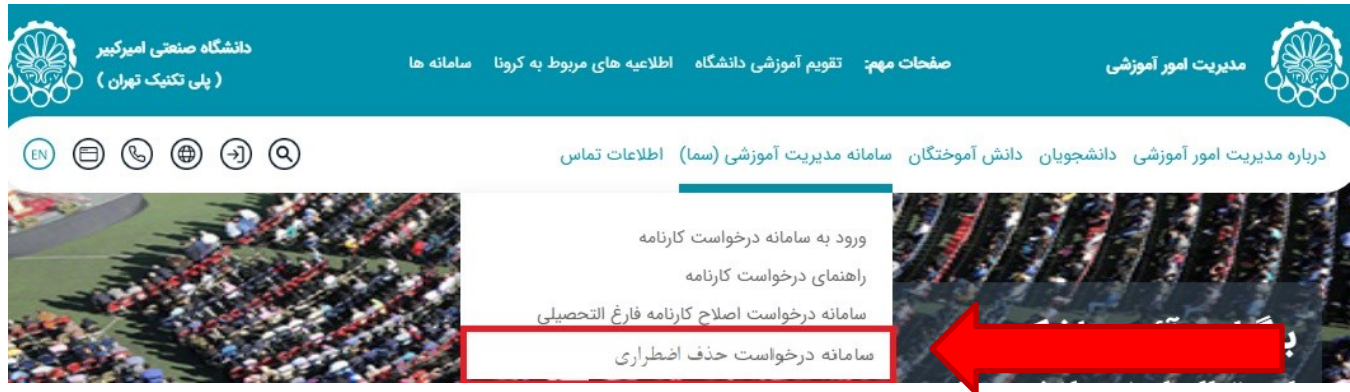 مدیریت امور آموزشی
صفحات مهم: تقویم آموزشی دانشگاه اطلاعیه های مربوط به کرونا سامانه ها
دانشگاه صنعتی امیرکبیر
( پلی تکنیک تهران )
درباره مدیریت امور آموزشی دانشجویان دانش آموختگان سامانه مدیریت آموزشی (سما) اطلاعات تماس
EN
ورود به سامانه درخواست کارنامه
راهنمای درخواست کارنامه
سامانه درخواست اصلاح کارنامه فارغ التحصیلی
سامانه درخواست حذف اضطراری